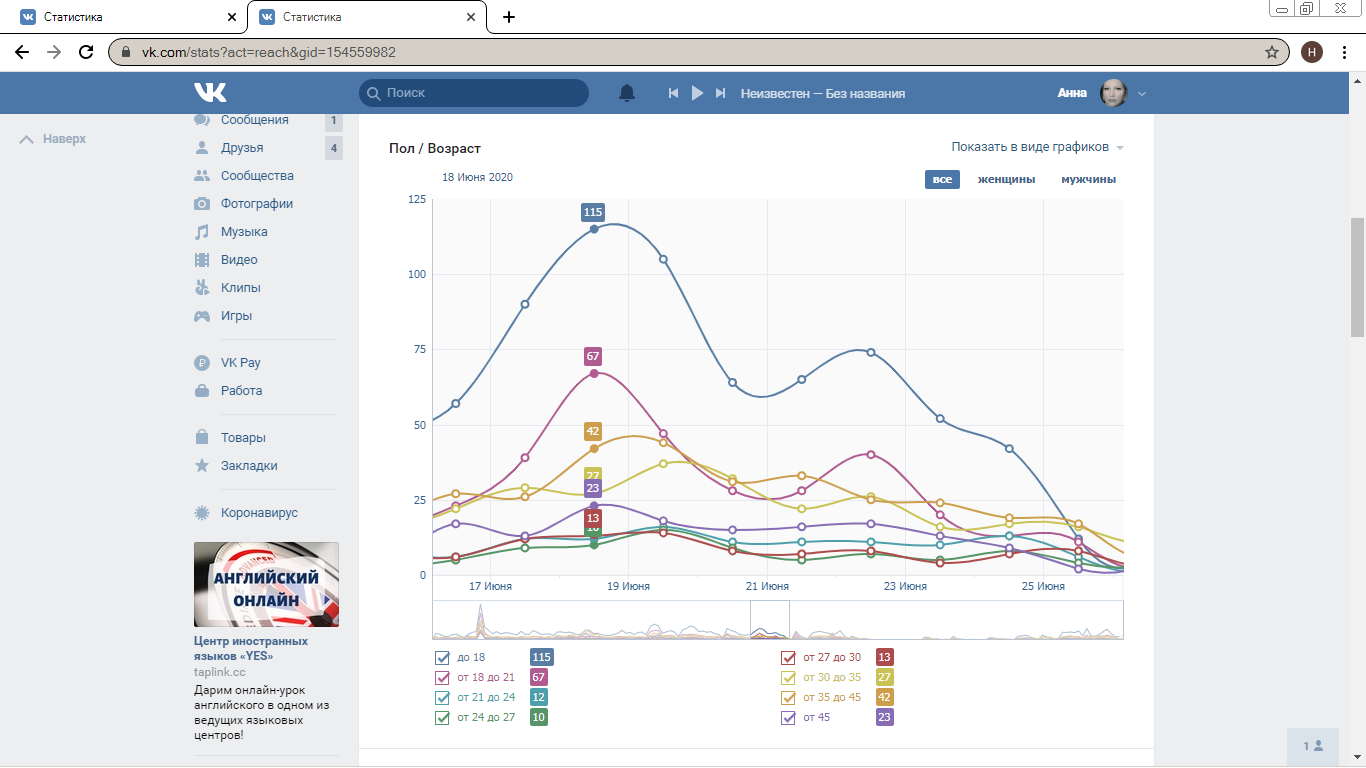 Статистика
Статистика
vk.com/stats?act=reach&gid=154559982
H
Поиск
Неизвестен — Без названия
Анна
Наверх
Сообщения 1
Друзья 4
Сообщества
Фотографии
Музыка
Видео
Клипы
Игры
VK Pay
Работа
Товары
Закладки
Коронавирус
АНГЛИЙСКИЙ
ОНЛАЙН
Центр иностранных
языков «YES»
taplink.cc
Дарим онлайн-урок
английского в одном из
ведущих языковых
центров!
Пол / Возраст
Показать в виде графиков
18 Июня 2020
все женщины мужчины
125
100
75
50
25
0
115
67
42
27
23
13
10
17 Июня 19 Июня 21 Июня 23 Июня 25 Июня
до 18 115
от 18 до 21 67
от 21 до 24 12
от 24 до 27 10
от 27 до 30 13
от 30 до 35 27
от 35 до 45 42
от 45 23
1